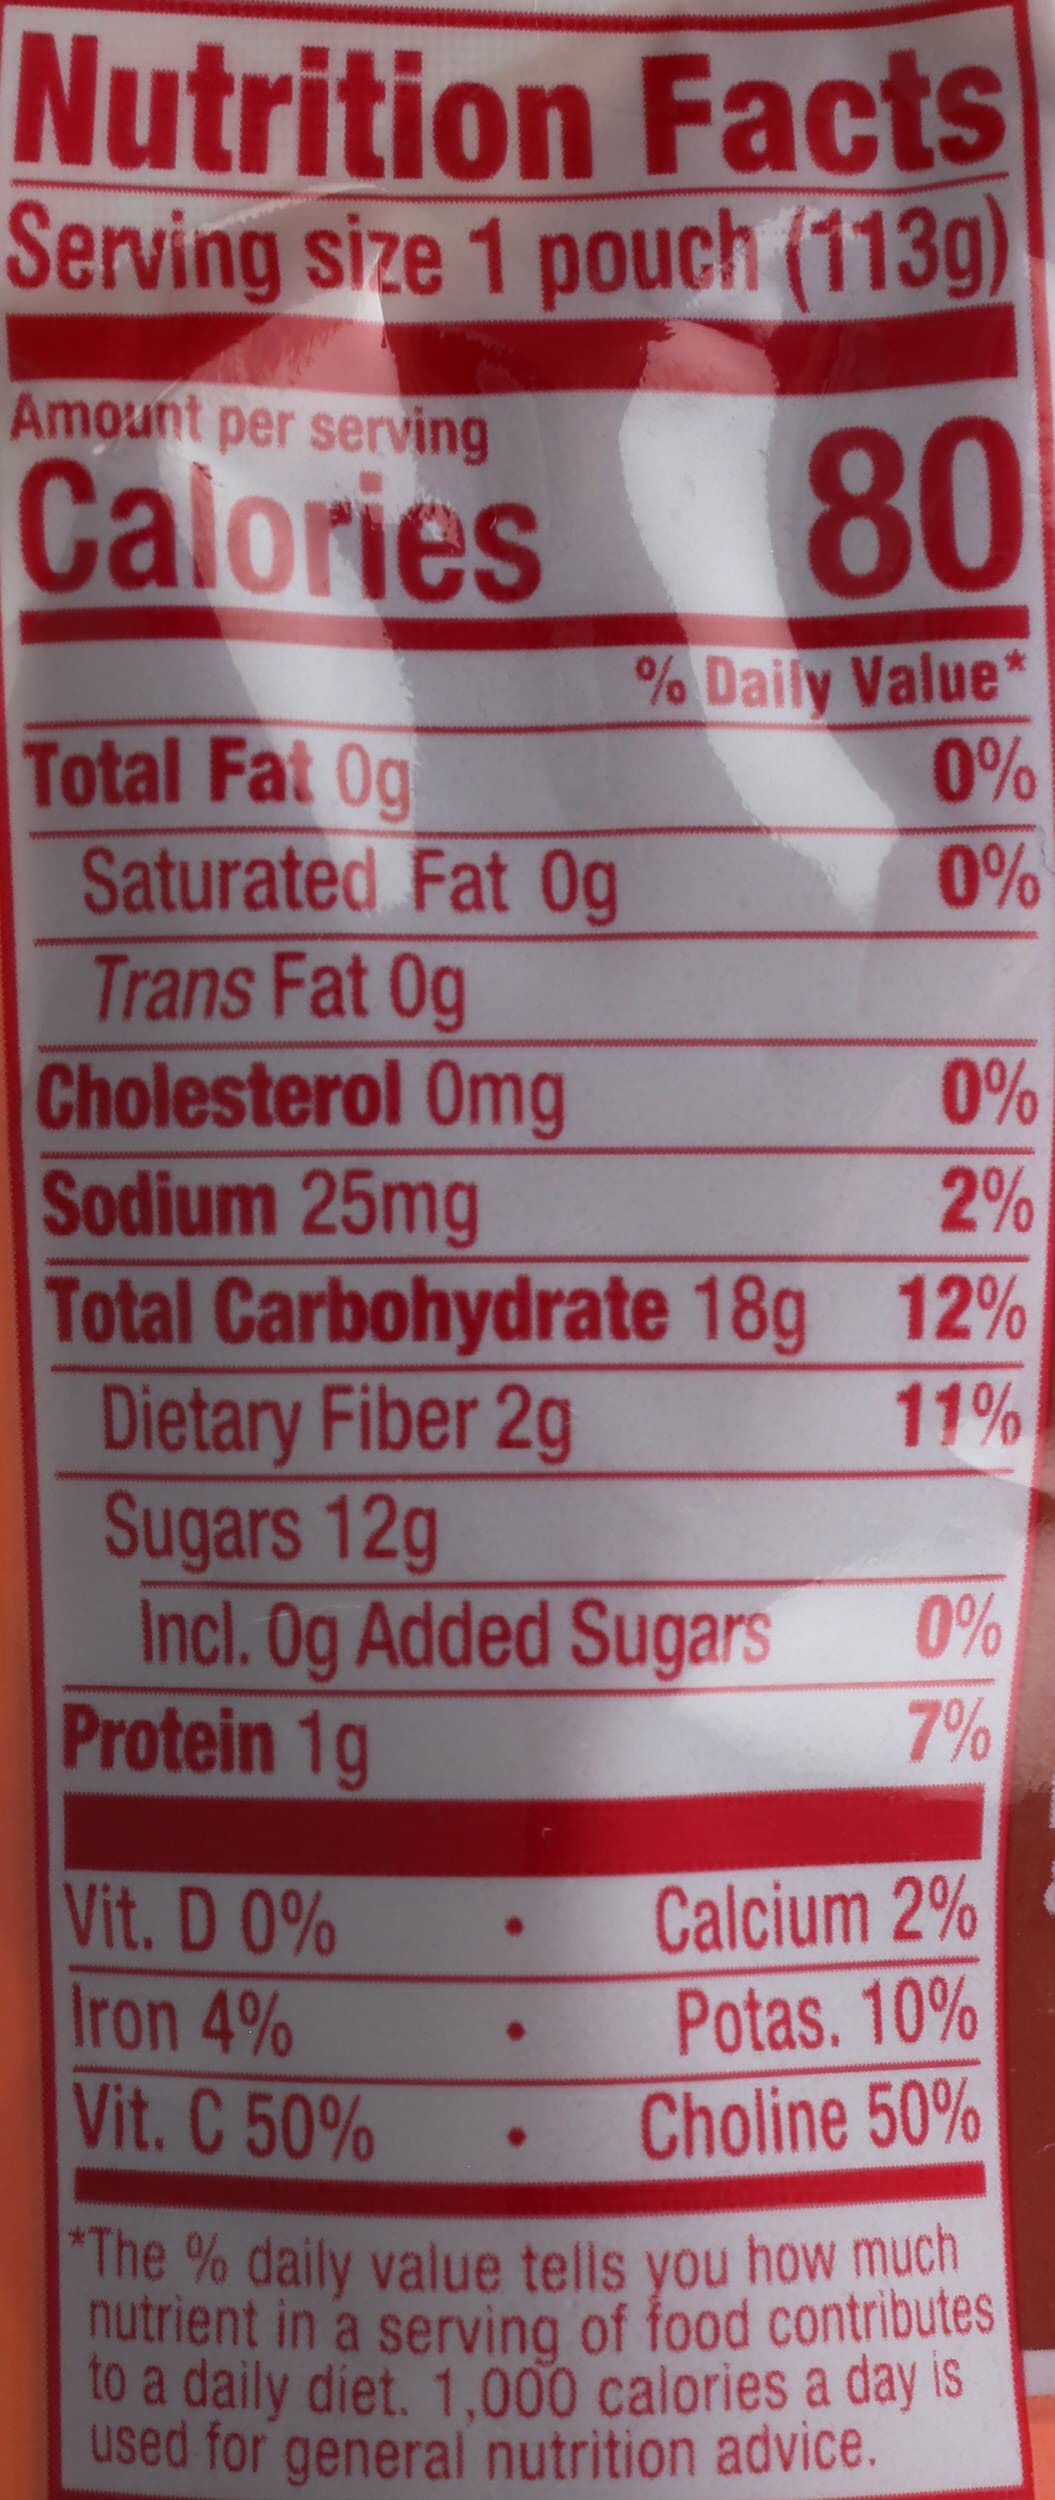 Nutrition Facts
Serving size 1 pouch (113g)
Amount per serving
Calories 80
% Daily Value*
Total Fat 0g 0%
Saturated Fat 0g 0%
Trans Fat 0g
Cholesterol 0mg 0%
Sodium 25mg 2%
Total Carbohydrate 18g 12%
Dietary Fiber 2g 11%
Sugars 12g
Incl. 0g Added Sugars 0%
Protein 1g 7%
Vit. D 0% • Calcium 2%
Iron 4% • Potas. 10%
Vit. C 50% • Choline 50%
*The % daily value tells you how much
nutrient in a serving of food contributes
to a daily diet. 1,000 calories a day is
used for general nutrition advice.